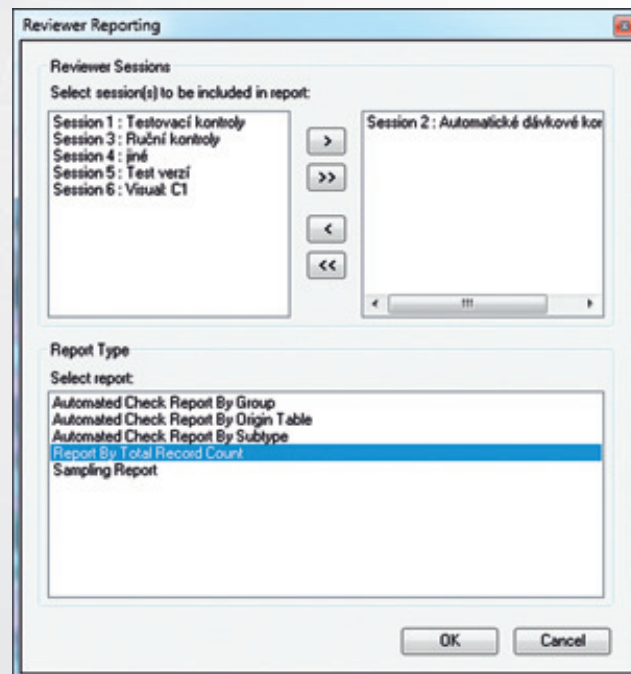 Reviewer Reporting
Reviewer Sessions
Select session(s) to be included in report:
Session 1 : Testovací kontroly
Session 3 : Ruční kontroly
Session 4 : jiné
Session 5 : Test verzí
Session 6 : Visual: C1
>
>>
<
<<
Session 2 : Automatické dávkové kor
Report Type
Select report:
Automated Check Report By Group
Automated Check Report By Origin Table
Automated Check Report By Subtype
Report By Total Record Count
Sampling Report
OK
Cancel